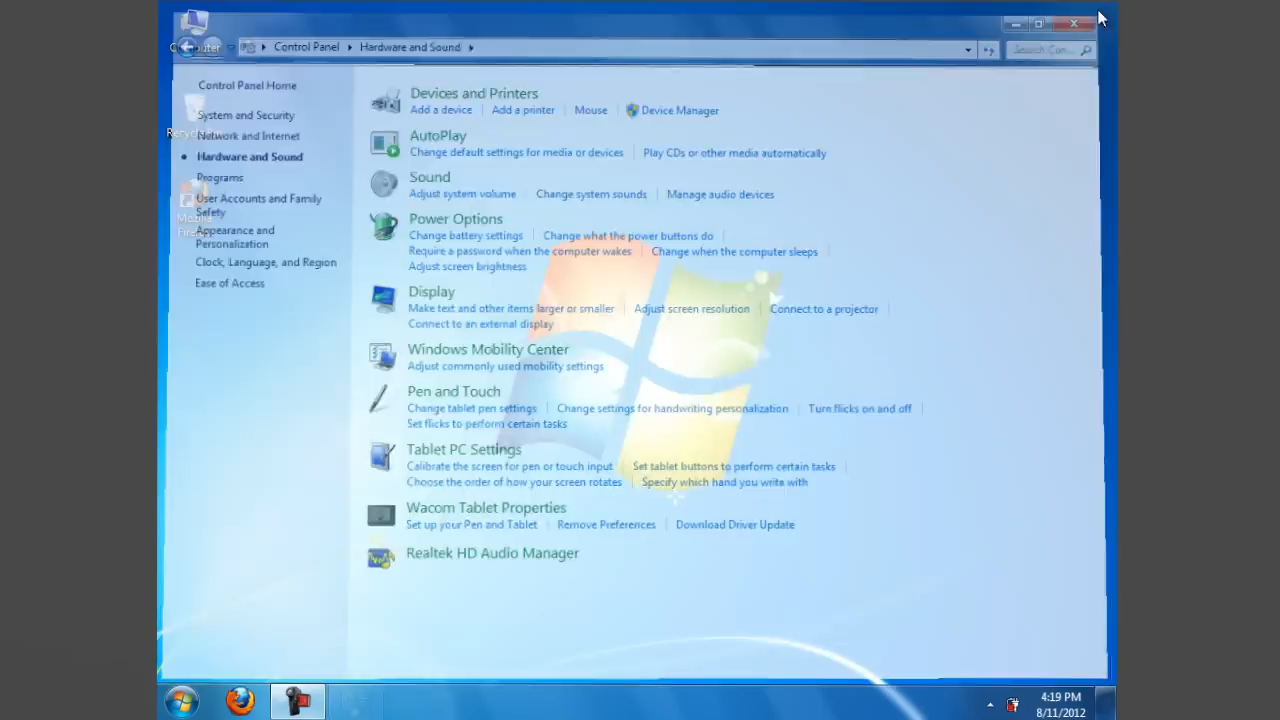 Computer
Control Panel
Hardware and Sound
Search Con...
Control Panel Home
System and Security
Network and Internet
Hardware and Sound
Programs
User Accounts and Family
Safety
Appearance and
Personalization
Clock, Language, and Region
Ease of Access
Mozilla
Devices and Printers
Add a device Add a printer Mouse Device Manager
AutoPlay
Change default settings for media or devices Play CDs or other media automatically
Sound
Adjust system volume Change system sounds Manage audio devices
Power Options
Change battery settings Change what the power buttons do
Require a password when the computer wakes Change when the computer sleeps
Adjust screen brightness
Display
Make text and other items larger or smaller Adjust screen resolution Connect to a projector
Connect to an external display
Windows Mobility Center
Adjust commonly used mobility settings
Pen and Touch
Change tablet pen settings Change settings for handwriting personalization Turn flicks on and off
Set flicks to perform certain tasks
Tablet PC Settings
Calibrate the screen for pen or touch input Set tablet buttons to perform certain tasks
Choose the order of how your screen rotates Specify which hand you write with
Wacom Tablet Properties
Set up your Pen and Tablet Remove Preferences Download Driver Update
Realtek HD Audio Manager
4:19 PM
8/11/2012